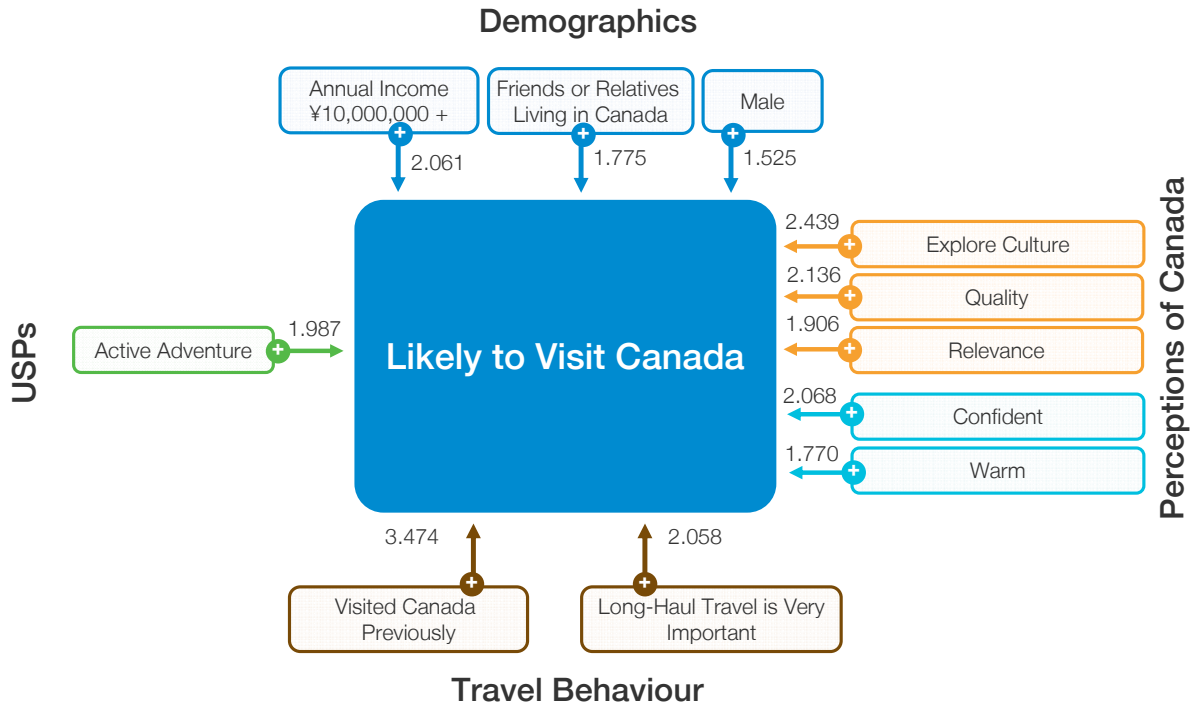 Demographics
Annual Income
¥10,000,000 +
Friends or Relatives
Living in Canada
Male
+
+
+
2.061
1.775
1.525
USPs
Active Adventure
+
1.987
Likely to Visit Canada
2.439
+
Explore Culture
2.136
+
Quality
1.906
+
Relevance
2.068
+
Confident
1.770
+
Warm
Perceptions of Canada
3.474
2.058
+
+
Visited Canada
Previously
Long-Haul Travel is Very
Important
Travel Behaviour